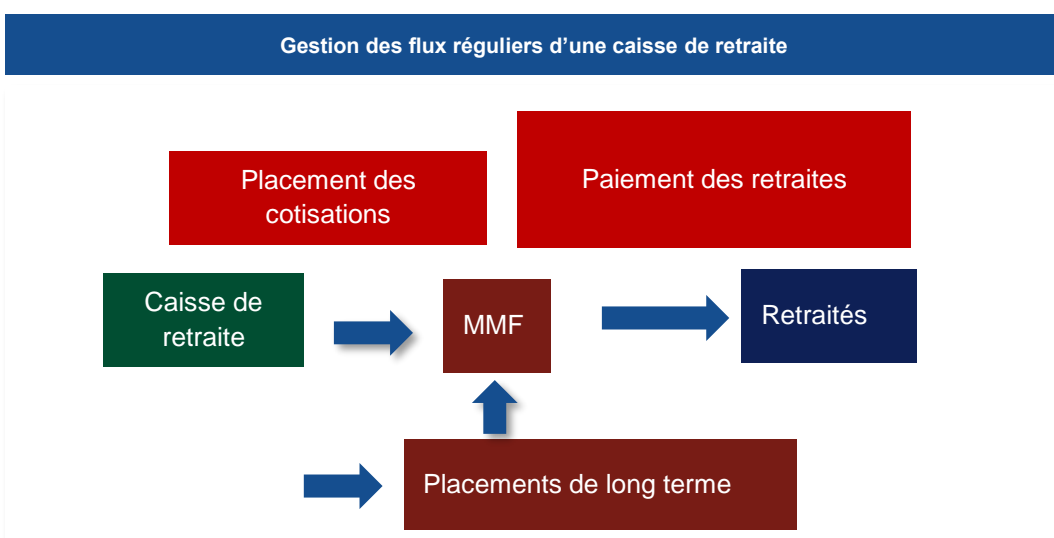 Gestion des flux réguliers d’une caisse de retraite
Placement des
cotisations
Paiement des retraites
Caisse de
retraite
MMF
Retraités
Placements de long terme